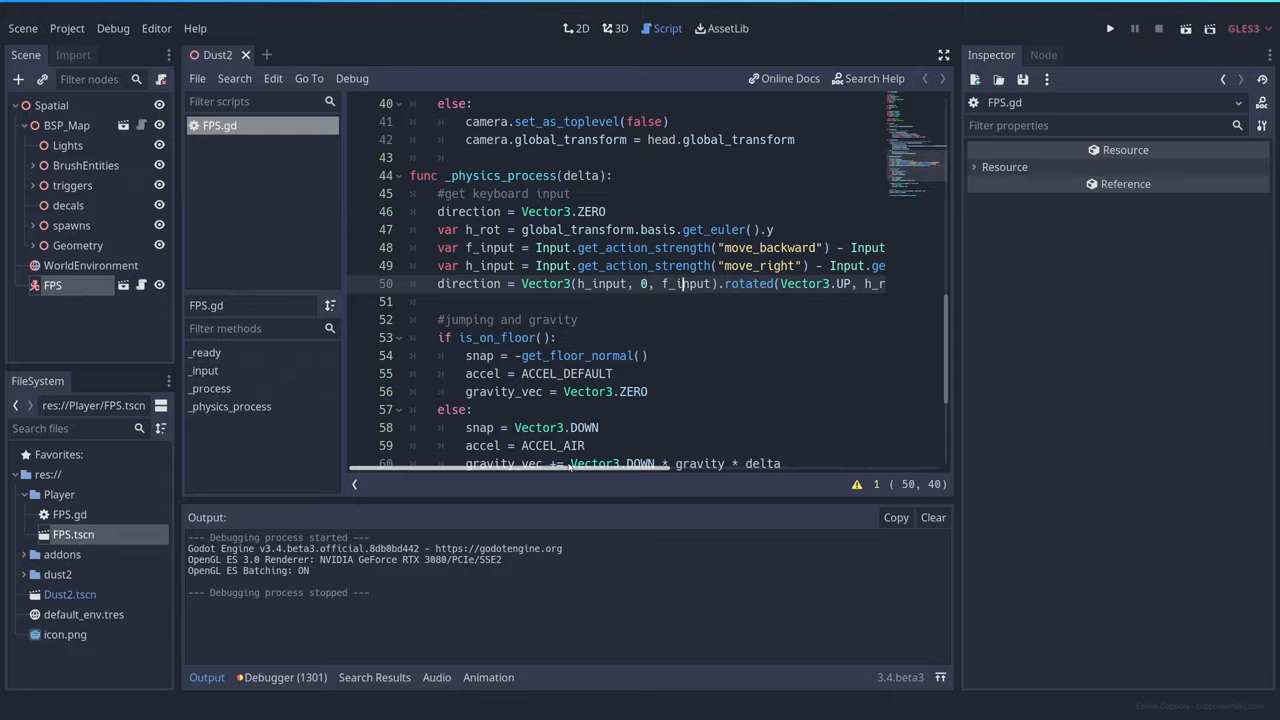 Scene Project Debug Editor Help 2D 3D Script AssetLib GLES3
Scene Import
Filter nodes
Spatial
BSP_Map
Lights
BrushEntities
triggers
decals
spawns
Geometry
WorldEnvironment
FPS
FileSystem
res://Player/FPS.tscn
Search files
Favorites:
res://
Player
FPS.gd
FPS.tscn
addons
dust2
Dust2.tscn
default_env.tres
icon.png
Dust2
File Search Edit Go To Debug Online Docs Search Help
Filter scripts
FPS.gd
FPS.gd
Filter methods
_ready
_input
_process
_physics_process
40 else:
41 camera.set_as_toplevel(false)
42 camera.global_transform = head.global_transform
43
44 func _physics_process(delta):
45 #get keyboard input
46 direction = Vector3.ZERO
47 var h_rot = global_transform.basis.get_euler().y
48 var f_input = Input.get_action_strength("move_backward") - Input
49 var h_input = Input.get_action_strength("move_right") - Input.ge
50 direction = Vector3(h_input, 0, f_input).rotated(Vector3.UP, h_r
51
52 #jumping and gravity
53 if is_on_floor():
54 snap = -get_floor_normal()
55 accel = ACCEL_DEFAULT
56 gravity_vec = Vector3.ZERO
57 else:
58 snap = Vector3.DOWN
59 accel = ACCEL_AIR
60 gravity_vec += Vector3.DOWN * gravity * delta
1 ( 50, 40)
Output: Copy Clear
--- Debugging process started ---
Godot Engine v3.4.beta3.official.8db0bd442 - https://godotengine.org
OpenGL ES 3.0 Renderer: NVIDIA GeForce RTX 3080/PCIe/SSE2
OpenGL ES Batching: ON
--- Debugging process stopped ---
Output Debugger (1301) Search Results Audio Animation 3.4.beta3
Inspector Node
FPS.gd
Filter properties
Resource
Resource
Reference